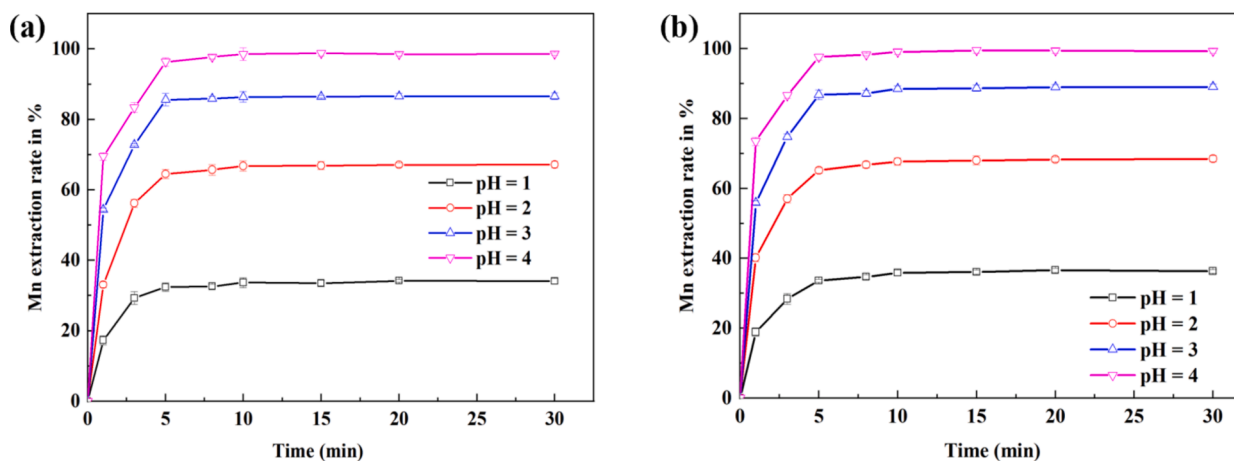 (a)
Mn extraction rate in %
100
80
60
40
20
0
pH = 1
pH = 2
pH = 3
pH = 4
0 5 10 15 20 25 30
Time (min)
(b)
Mn extraction rate in %
100
80
60
40
20
0
pH = 1
pH = 2
pH = 3
pH = 4
0 5 10 15 20 25 30
Time (min)